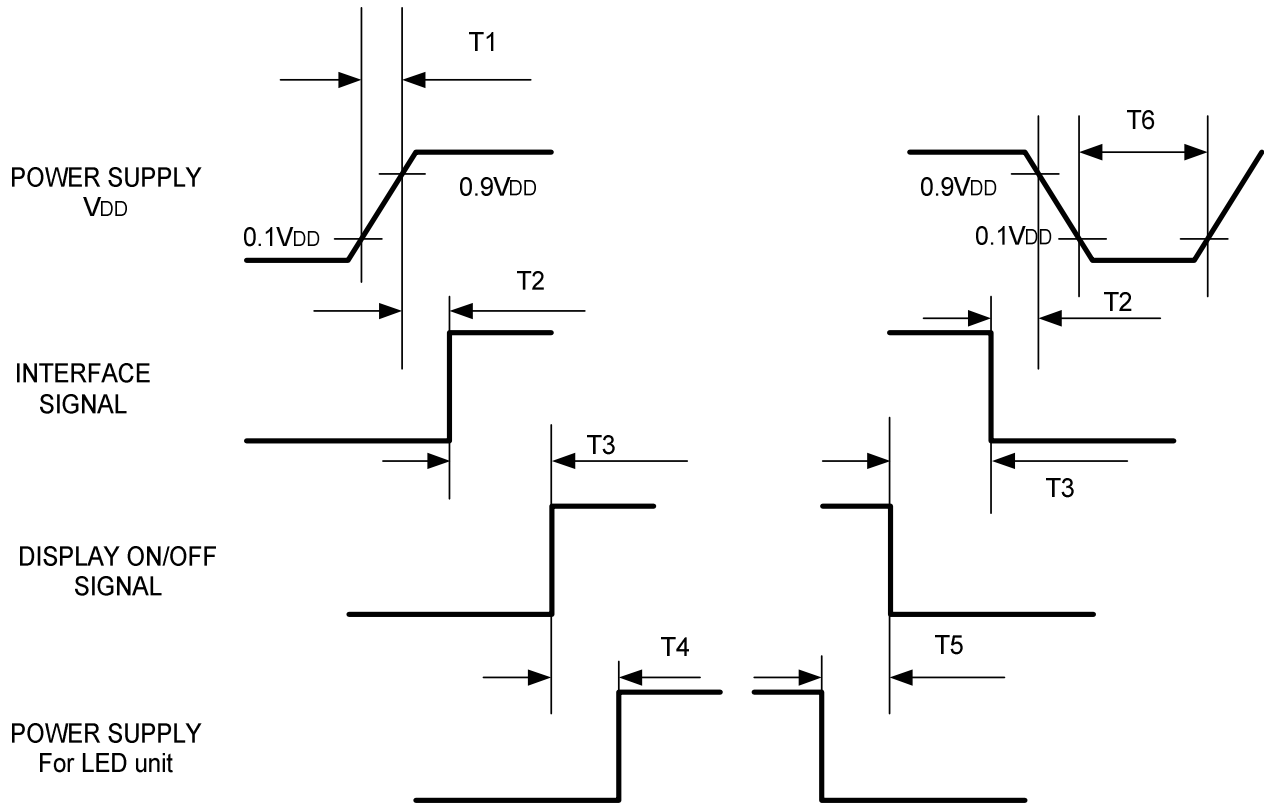 T1
T6
POWER SUPPLY
VDD
0.9VDD
0.9VDD
0.1VDD
0.1VDD
T2
T2
INTERFACE
SIGNAL
T3
T3
DISPLAY ON/OFF
SIGNAL
T4
T5
POWER SUPPLY
For LED unit